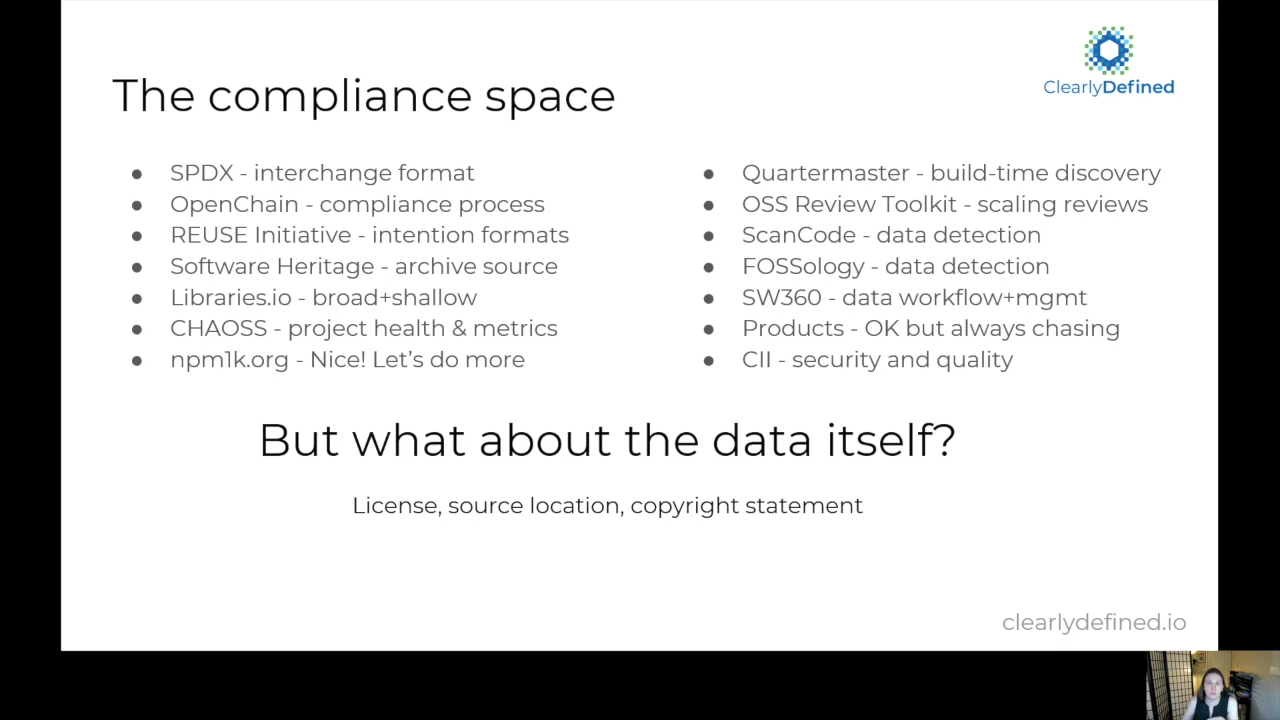 The compliance space
ClearlyDefined
● SPDX - interchange format
● OpenChain - compliance process
● REUSE Initiative - intention formats
● Software Heritage - archive source
● Libraries.io - broad+shallow
● CHAOSS - project health & metrics
● npm1k.org - Nice! Let's do more
● Quartermaster - build-time discovery
● OSS Review Toolkit - scaling reviews
● ScanCode - data detection
● FOSSology - data detection
● SW360 - data workflow+mgmt
● Products - OK but always chasing
● CII - security and quality
But what about the data itself?
License, source location, copyright statement
clearlydefined.io